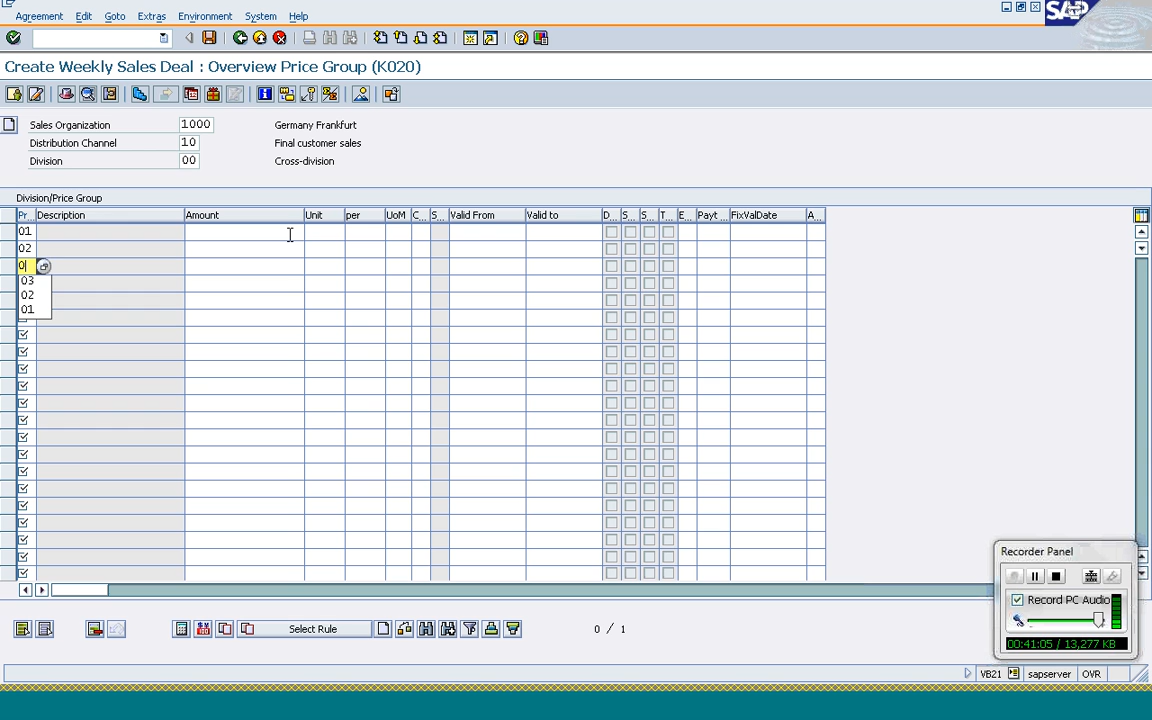 Agreement Edit Goto Extras Environment System Help
SAP
Create Weekly Sales Deal : Overview Price Group (K020)
Sales Organization 1000 Germany Frankfurt
Distribution Channel 10 Final customer sales
Division 00 Cross-division
Division/Price Group
Pr... Description Amount Unit per UoM C... S... Valid From Valid to D... S... S... T... E... Payt ... FixValDate A...
01
02
0
03
02
01
Recorder Panel
Record PC Audio
00:41:05 / 13,277 KB
Select Rule 0 / 1
VB21 sapserver OVR